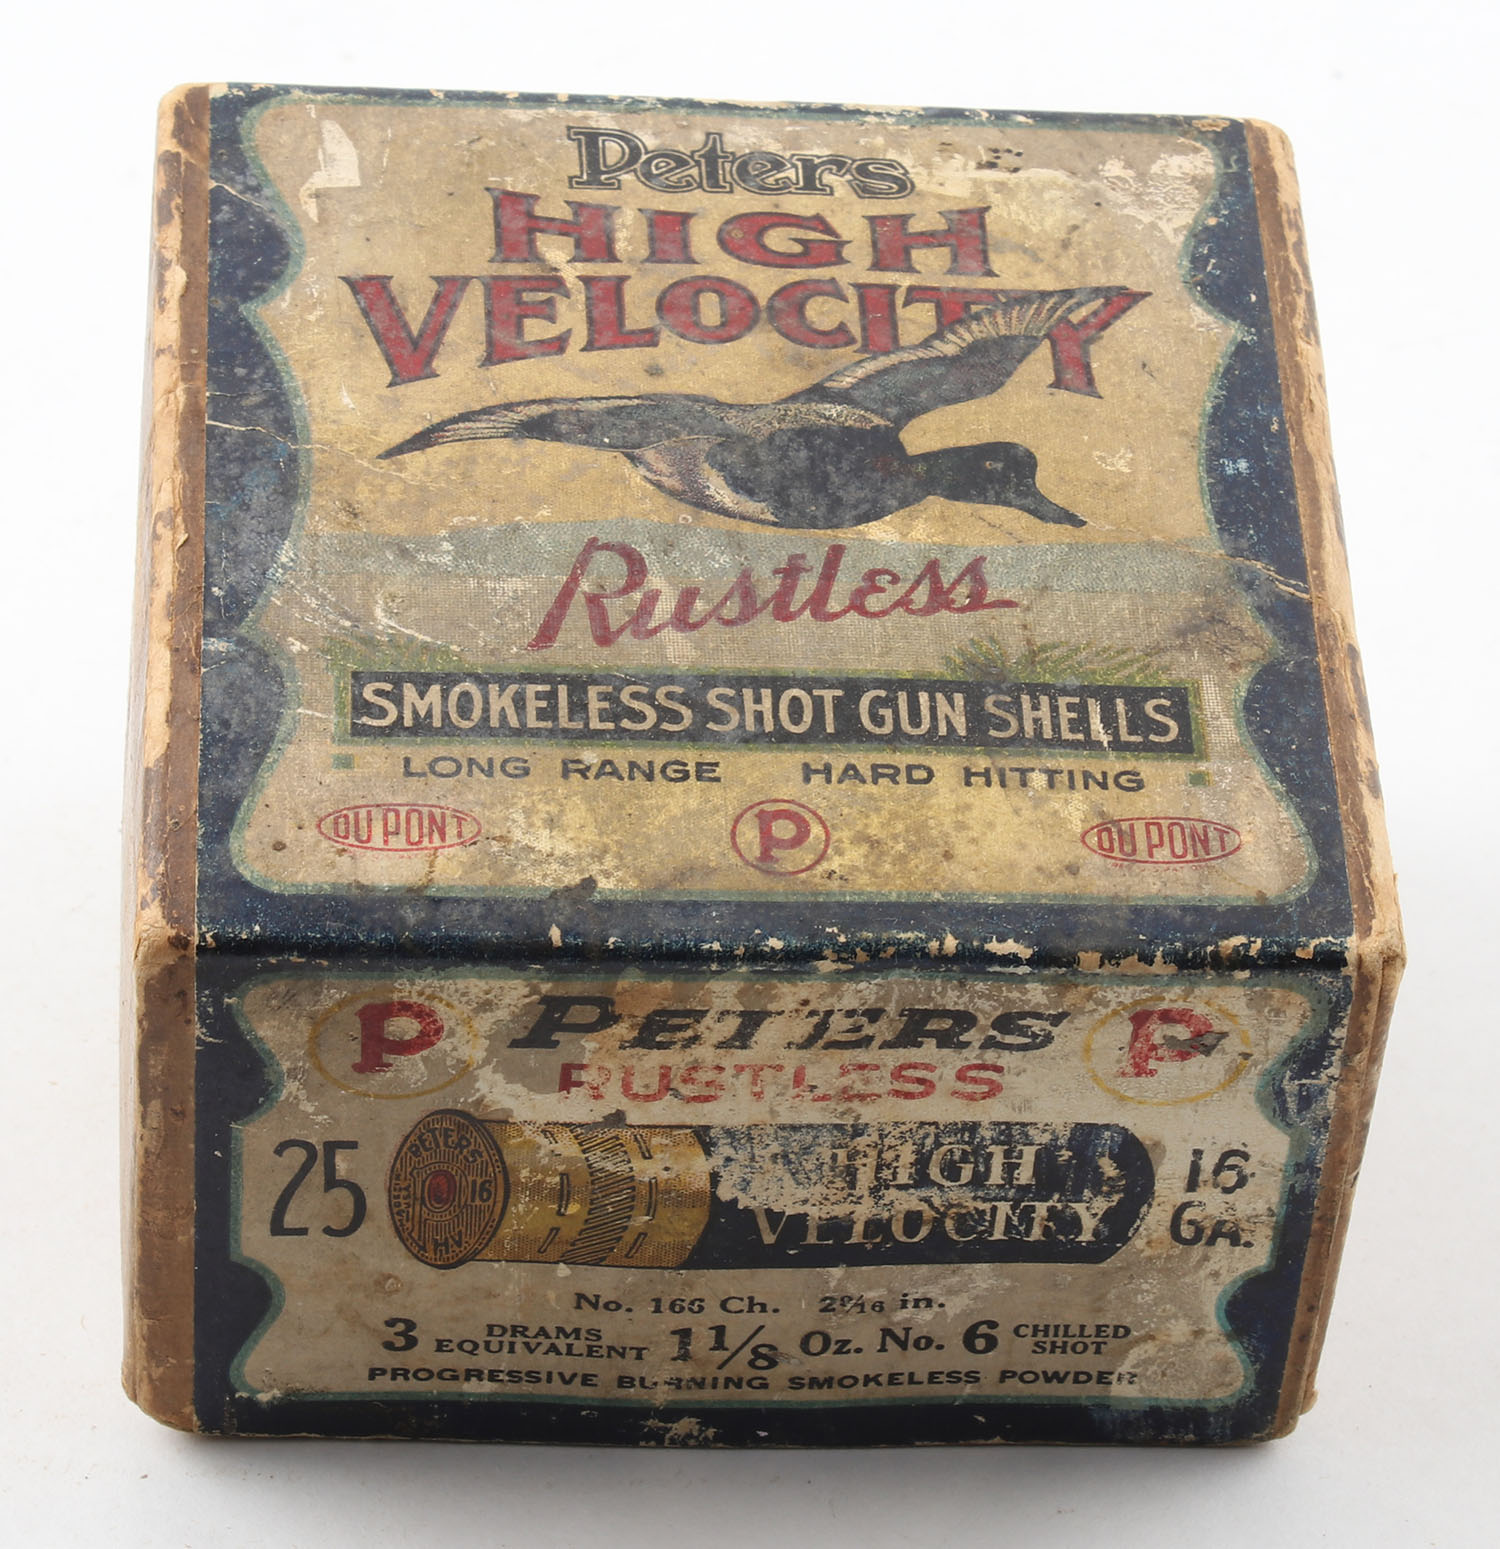 Peters
HIGH
VELOCITY
Rustless
SMOKELESS SHOT GUN SHELLS
LONG RANGE HARD HITTING
DU PONT P DU PONT
P PETERS P
RUSTLESS
25 PETERS 16 HIGH VELOCITY 16 GA.
No. 166 Ch. 2 9/16 in.
3 DRAMS EQUIVALENT 1 1/8 Oz. No. 6 CHILLED SHOT
PROGRESSIVE BURNING SMOKELESS POWDER